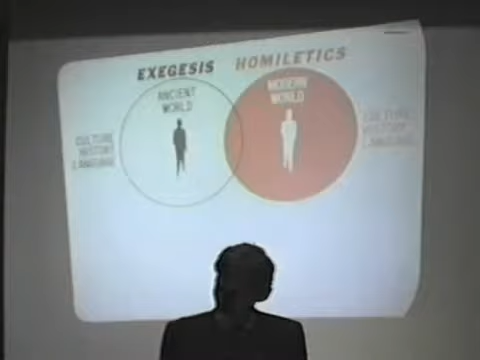 EXEGESIS HOMILETICS
ANCIENT
WORLD
MODERN
WORLD
CULTURE
HISTORY
LANGUAGE
CULTURE
HISTORY
LANGUAGE